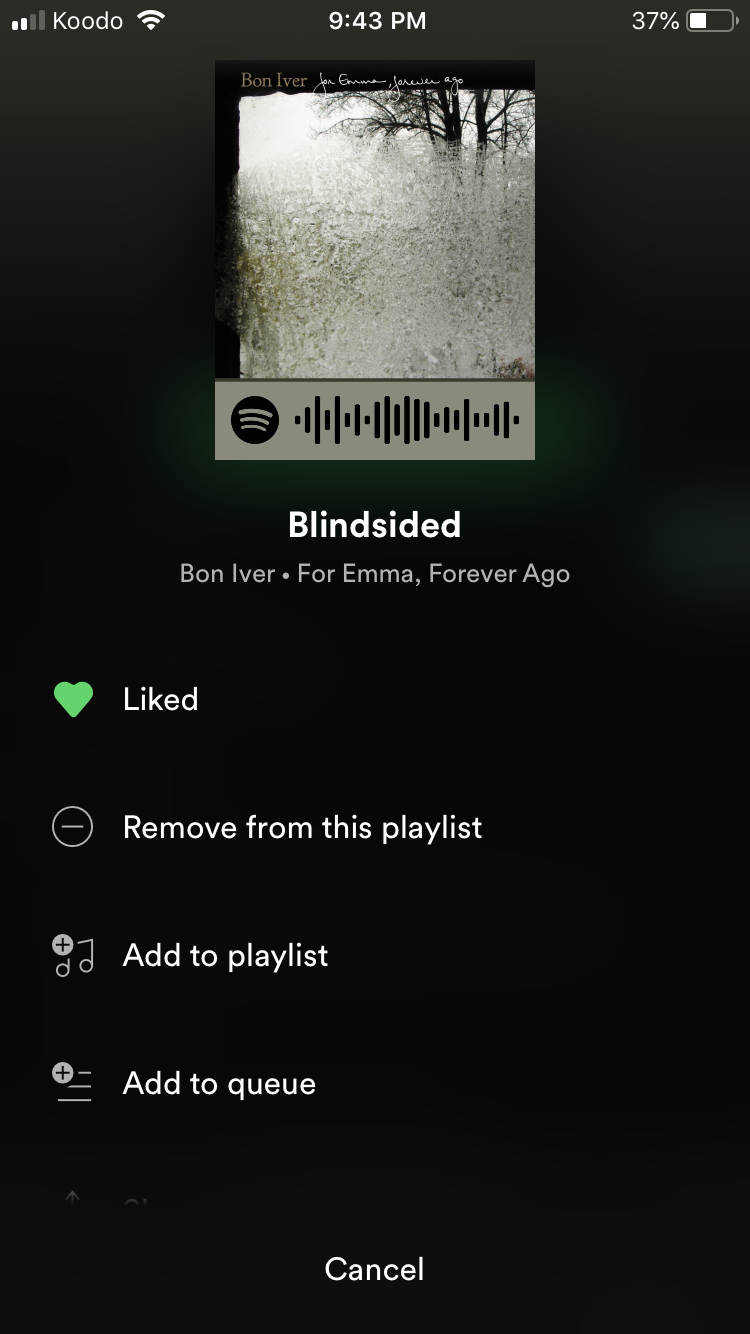 Koodo 9:43 PM 37%
Bon Iver for Emma, forever ago
Blindsided
Bon Iver • For Emma, Forever Ago
Liked
Remove from this playlist
Add to playlist
Add to queue
Cancel